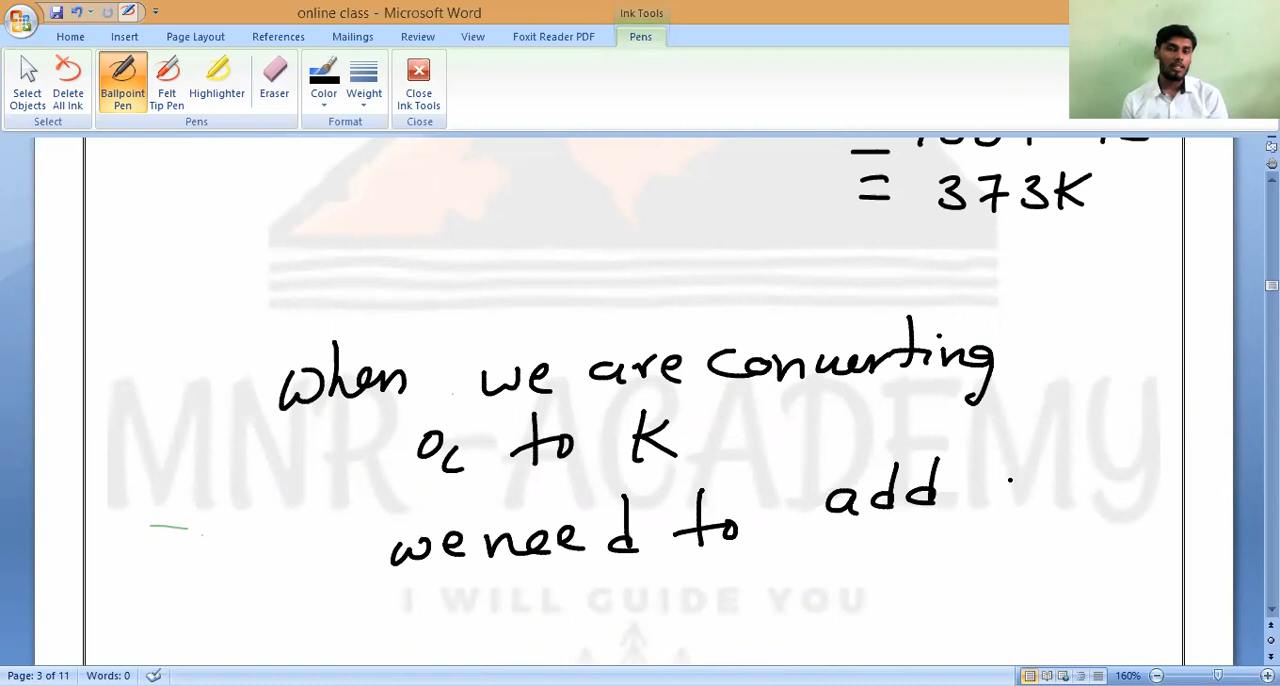 online class - Microsoft Word
Ink Tools
Home Insert Page Layout References Mailings Review View Foxit Reader PDF Pens
Select Objects
Delete All Ink
Ballpoint Pen
Felt Tip Pen
Highlighter
Eraser
Color
Weight
Close Ink Tools
Select Pens Format Close
= 373K
when we are converting
oc to K
we need to add
MNR-ACADEMY
I WILL GUIDE YOU
Page: 3 of 11 Words: 0 160%